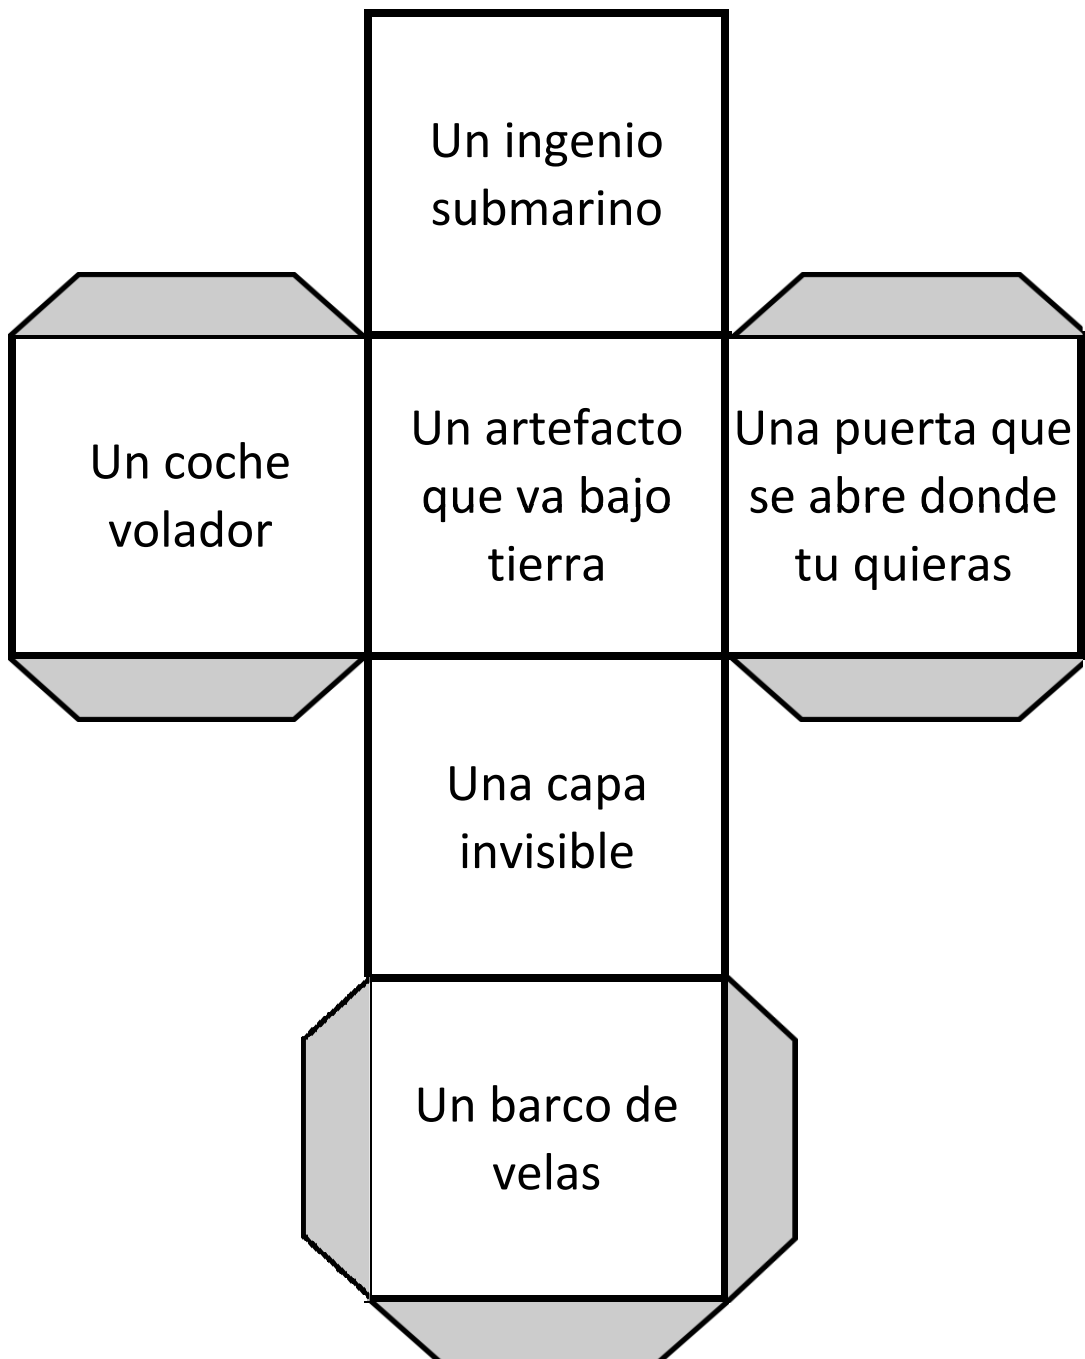 Un ingenio
submarino
Un coche
volador
Un artefacto
que va bajo
tierra
Una puerta que
se abre donde
tu quieras
Una capa
invisible
Un barco de
velas